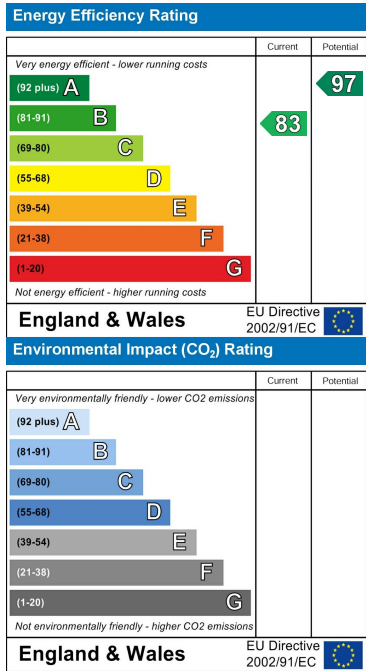 Energy Efficiency Rating
Current Potential
Very energy efficient - lower running costs
(92 plus) A
97
(81-91) B
83
(69-80) C
(55-68) D
(39-54) E
(21-38) F
(1-20) G
Not energy efficient - higher running costs
England & Wales
EU Directive
2002/91/EC
Environmental Impact (CO₂) Rating
Current Potential
Very environmentally friendly - lower CO2 emissions
(92 plus) A
(81-91) B
(69-80) C
(55-68) D
(39-54) E
(21-38) F
(1-20) G
Not environmentally friendly - higher CO2 emissions
England & Wales
EU Directive
2002/91/EC